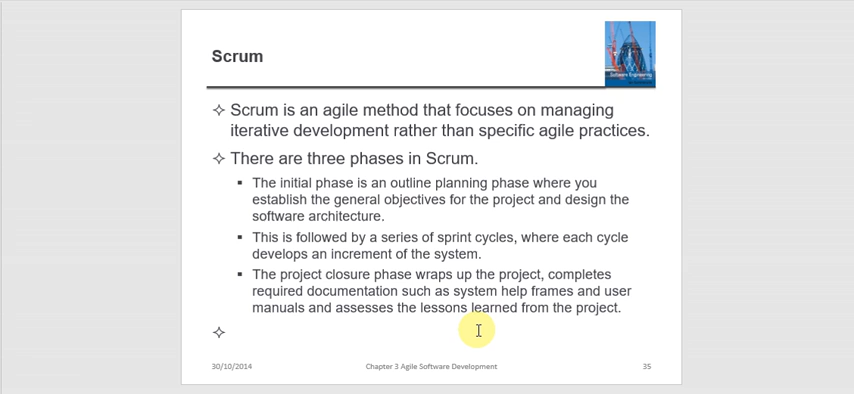 Scrum
Software Engineering
✧ Scrum is an agile method that focuses on managing
iterative development rather than specific agile practices.
✧ There are three phases in Scrum.
▪ The initial phase is an outline planning phase where you
establish the general objectives for the project and design the
software architecture.
▪ This is followed by a series of sprint cycles, where each cycle
develops an increment of the system.
▪ The project closure phase wraps up the project, completes
required documentation such as system help frames and user
manuals and assesses the lessons learned from the project.
✧
30/10/2014 Chapter 3 Agile Software Development 35